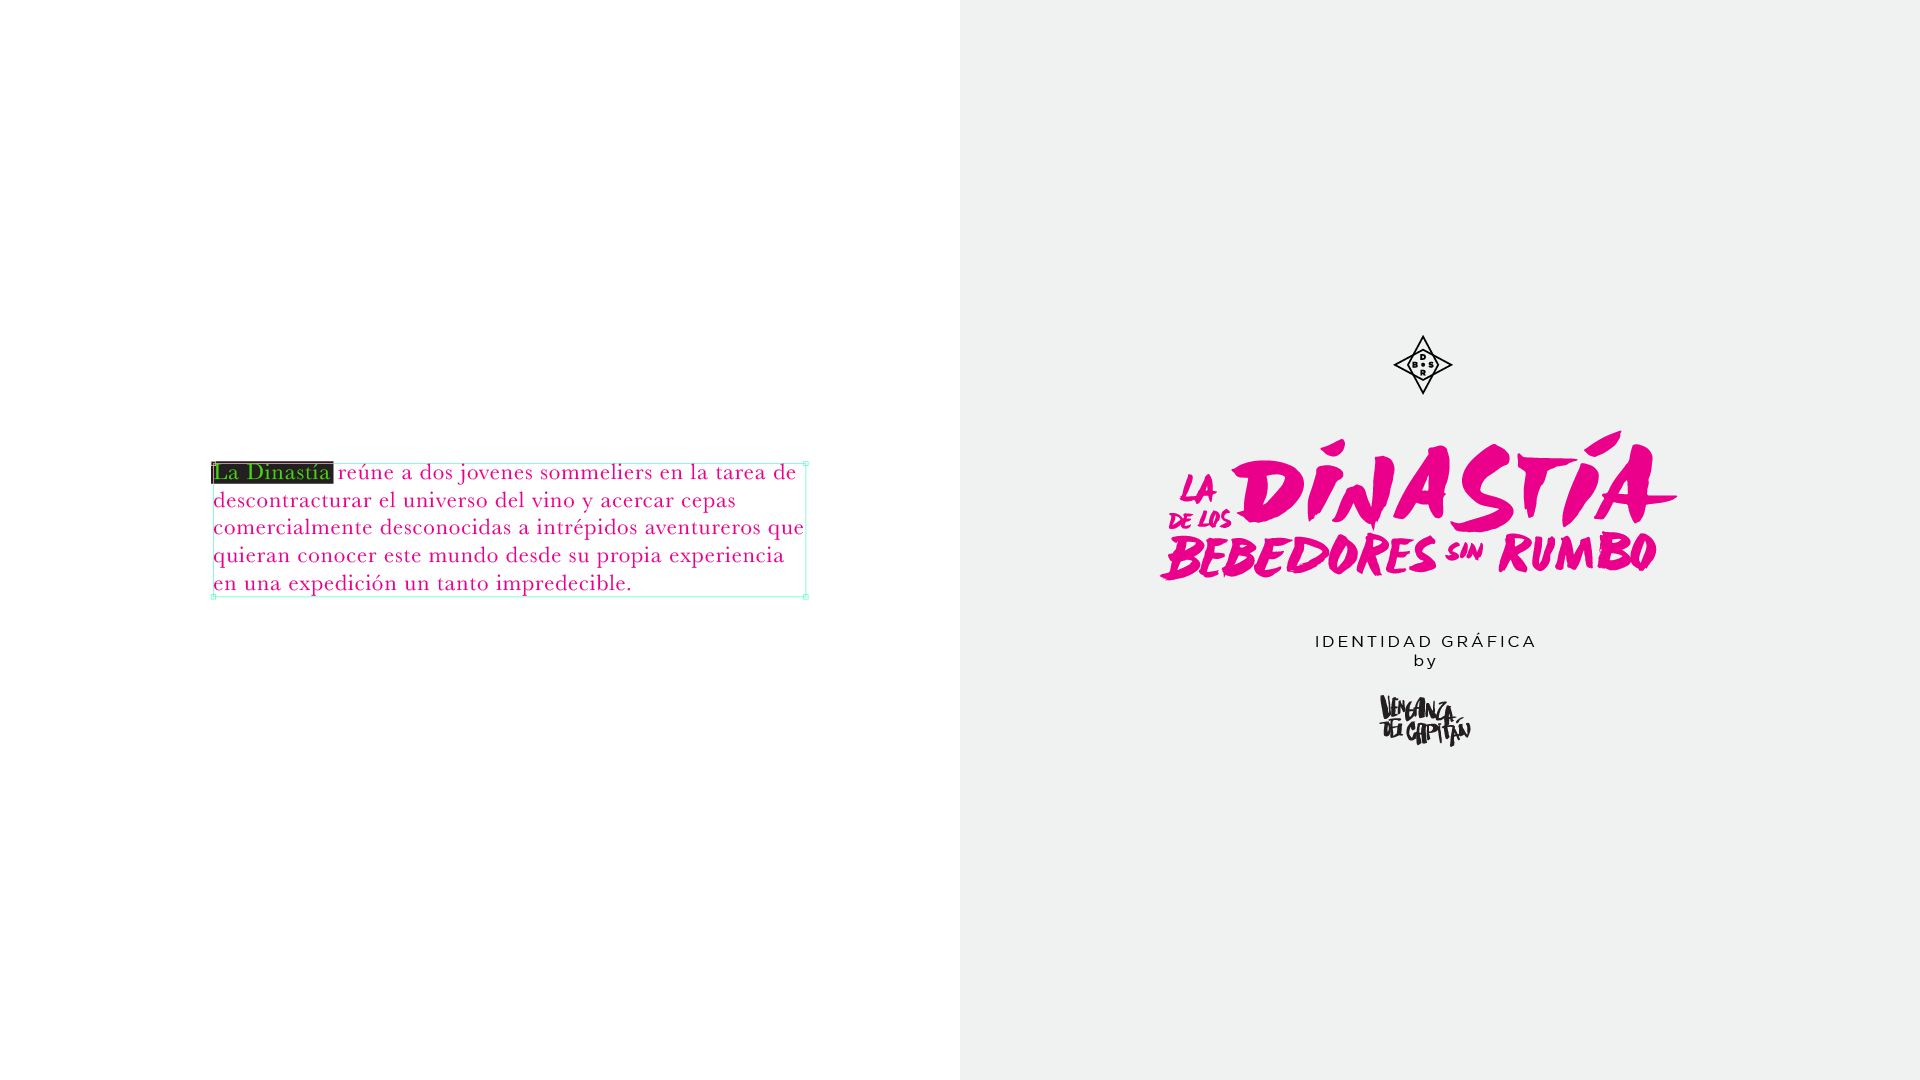 La Dinastía reúne a dos jovenes sommeliers en la tarea de
descontracturar el universo del vino y acercar cepas
comercialmente desconocidas a intrépidos aventureros que
quieran conocer este mundo desde su propia experiencia
en una expedición un tanto impredecible.
D
B S
R
LA DINASTÍA
DE LOS
BEBEDORES SIN RUMBO
IDENTIDAD GRÁFICA
by
VENGANZA
DEL CAPITÁN